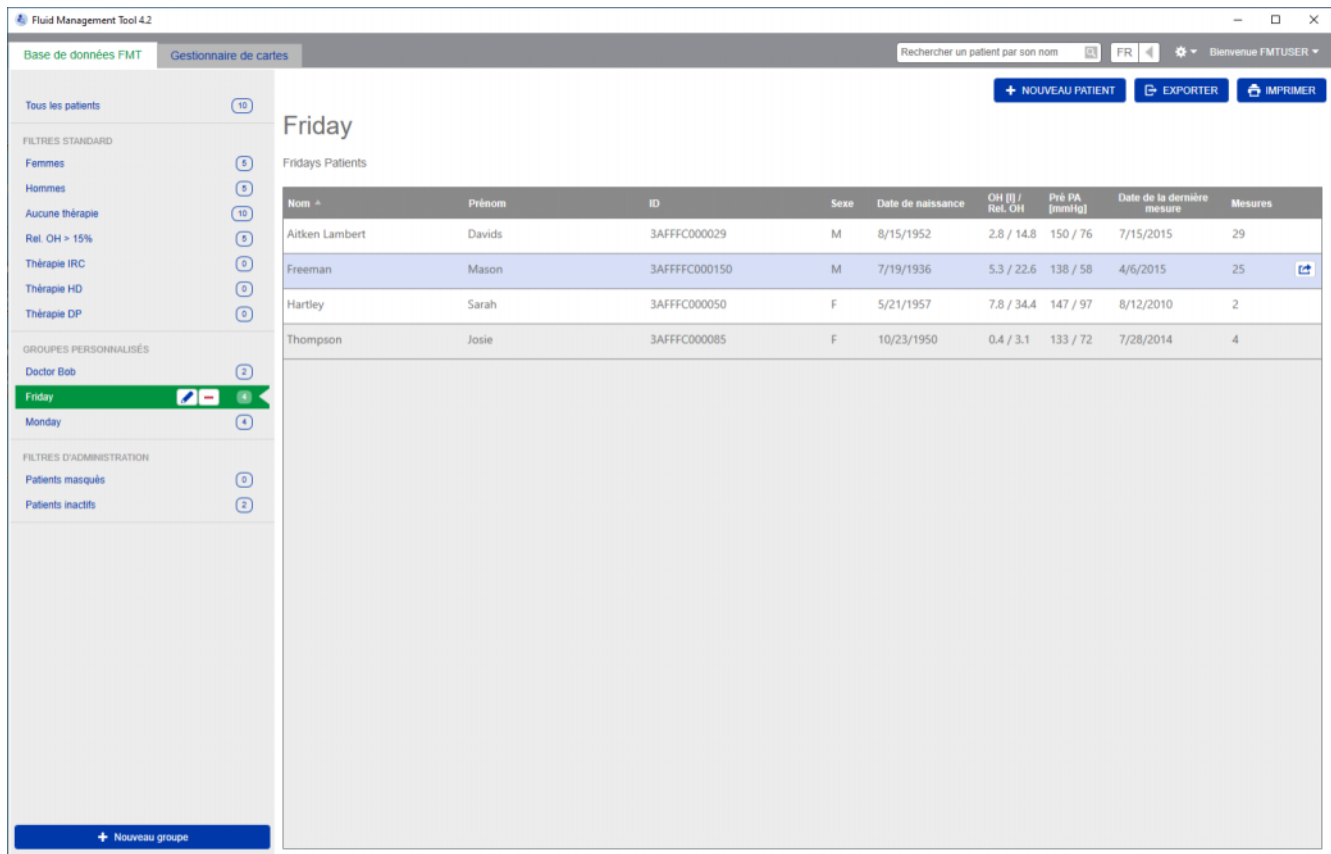 Fluid Management Tool 4.2
Base de données FMT Gestionnaire de cartes Rechercher un patient par son nom FR Bienvenue FMTUSER
+ NOUVEAU PATIENT EXPORTER IMPRIMER
Tous les patients 10
FILTRES STANDARD
Femmes 5
Hommes 5
Aucune thérapie 10
Rel. OH > 15% 5
Thérapie IRC 0
Thérapie HD 0
Thérapie DP 0
GROUPES PERSONNALISÉS
Doctor Bob 2
Friday 4
Monday 4
FILTRES D'ADMINISTRATION
Patients masqués 0
Patients inactifs 2
+ Nouveau groupe
Friday
Fridays Patients
Nom Prénom ID Sexe Date de naissance OH [l] / Rel. OH Pré PA [mmHg] Date de la dernière mesure Mesures
Aitken Lambert Davids 3AFFFC000029 M 8/15/1952 2.8 / 14.8 150 / 76 7/15/2015 29
Freeman Mason 3AFFFFC000150 M 7/19/1936 5.3 / 22.6 138 / 58 4/6/2015 25
Hartley Sarah 3AFFFC000050 F 5/21/1957 7.8 / 34.4 147 / 97 8/12/2010 2
Thompson Josie 3AFFFC000085 F 10/23/1950 0.4 / 3.1 133 / 72 7/28/2014 4